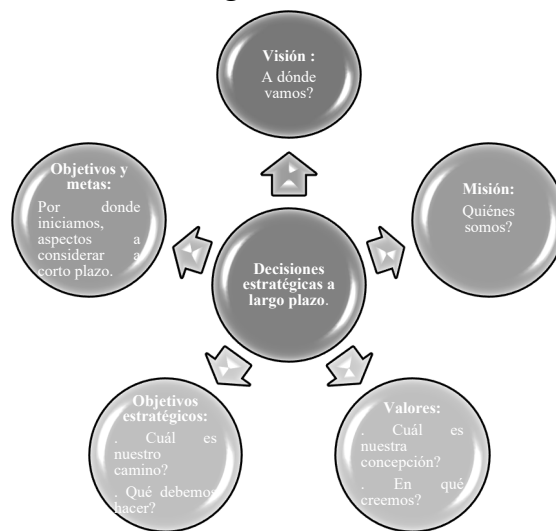 Visión :
A dónde
vamos?
Objetivos y
metas:
Por donde
iniciamos,
aspectos a
considerar a
corto plazo.
Misión:
Quiénes
somos?
Decisiones
estratégicas a
largo plazo.
Objetivos
estratégicos:
. Cuál es
nuestro
camino?
. Qué debemos
hacer?
Valores:
. Cuál es
nuestra
concepción?
. En qué
creemos?